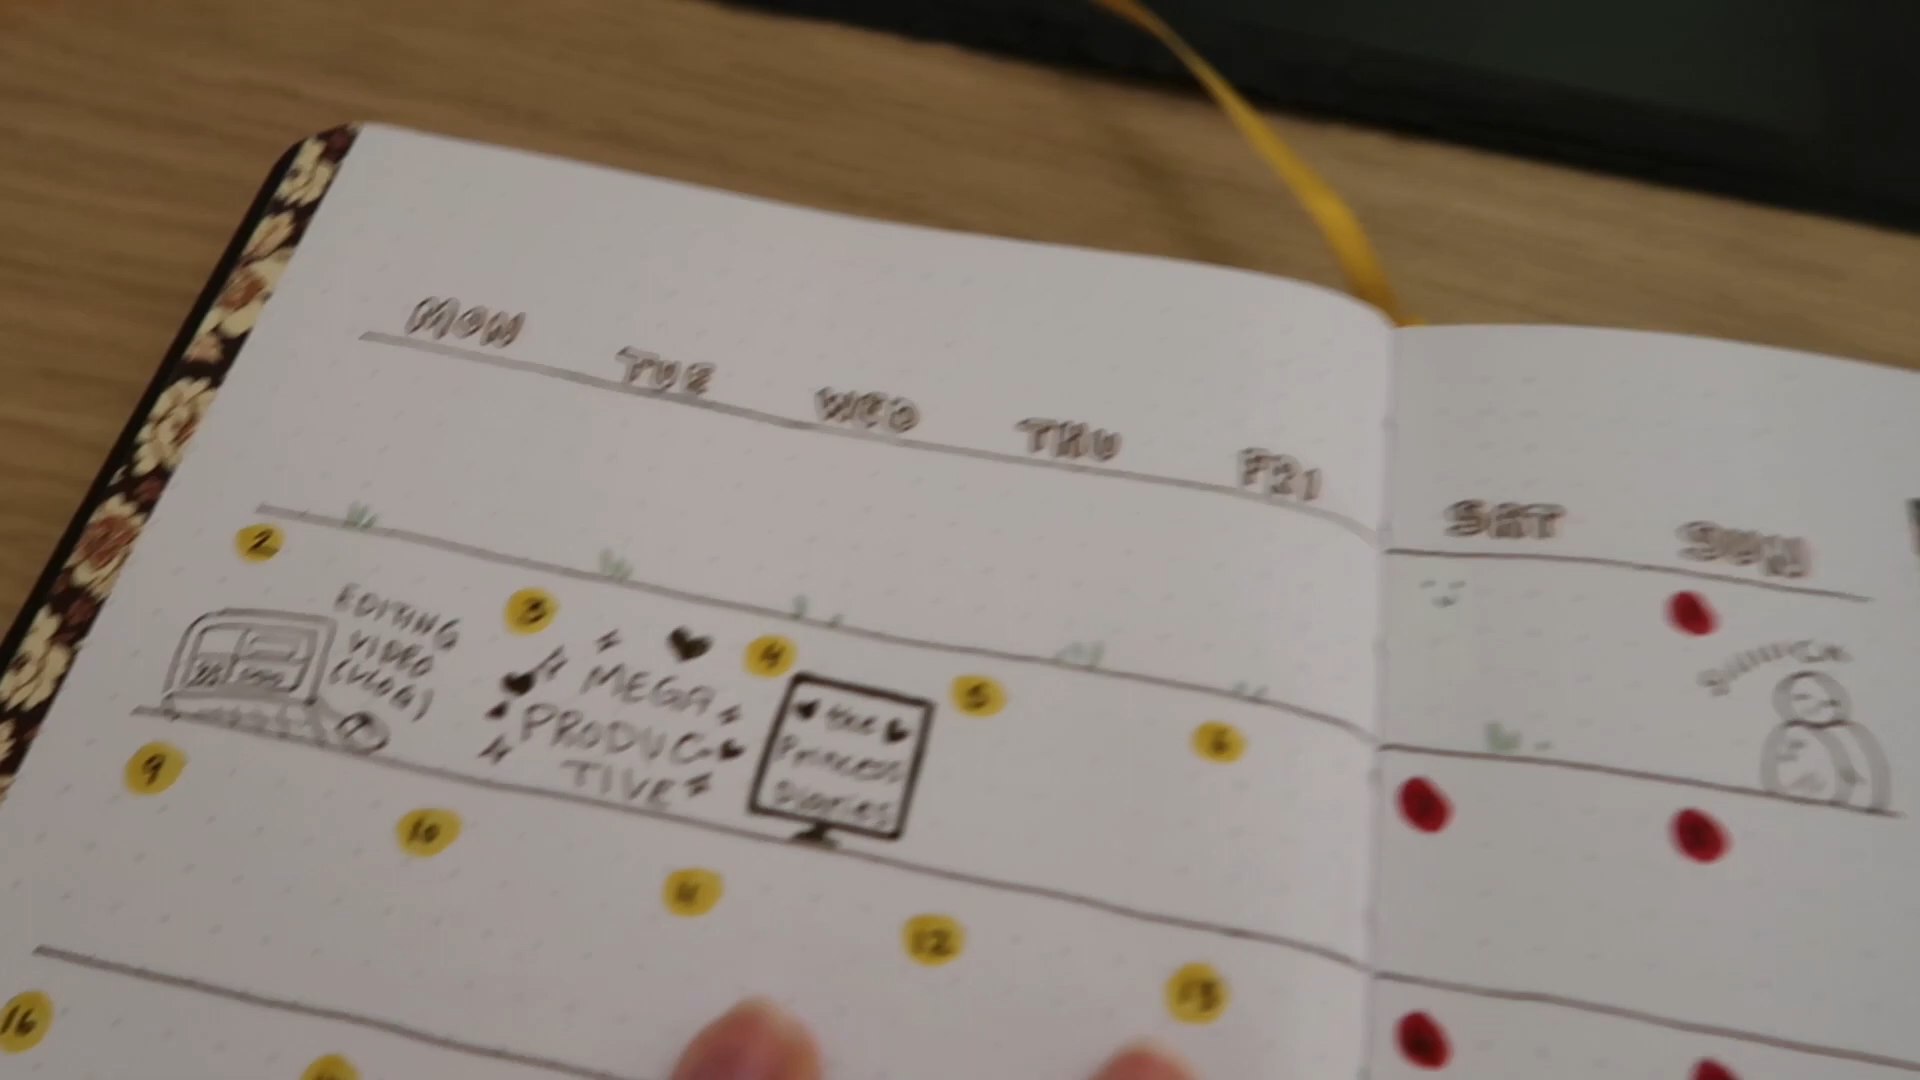 MON TUE WED THU FRI SAT SUN
2
EDITING
VIDEO
(VLOG)
3
MEGA
PRODUC-
TIVE
4
the
Princess
Diaries
5
6
9
10
11
12
13
16